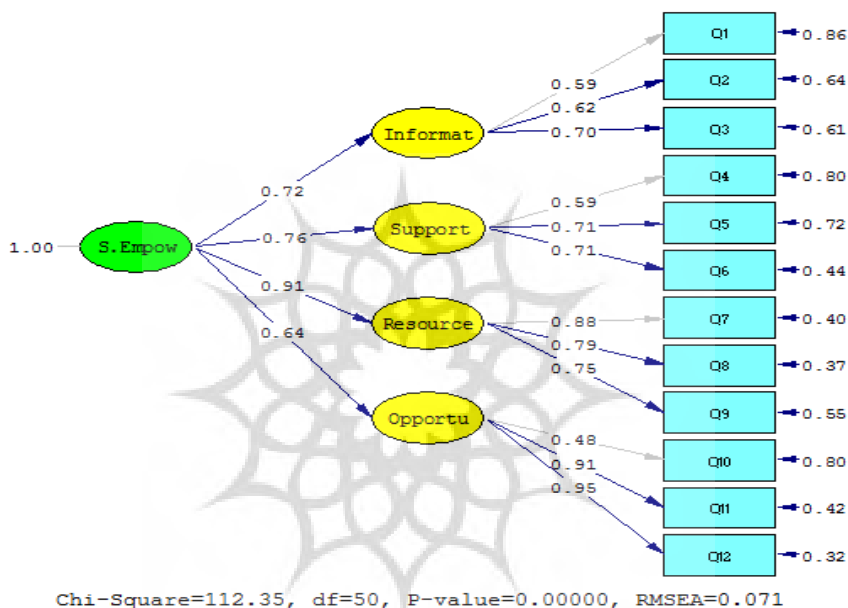 Q1 0.86
0.59
Q2 0.64
0.62
Informat
0.70
Q3 0.61
Q4 0.80
0.72
0.59
Support
0.71
Q5 0.72
1.00 S.Empow
0.76
0.71
Q6 0.44
0.91
Resource
0.88
Q7 0.40
0.64
0.79
Q8 0.37
0.75
Opportu
Q9 0.55
0.48
Q10 0.80
0.91
0.95
Q11 0.42
Q12 0.32
Chi-Square=112.35, df=50, P-value=0.00000, RMSEA=0.071